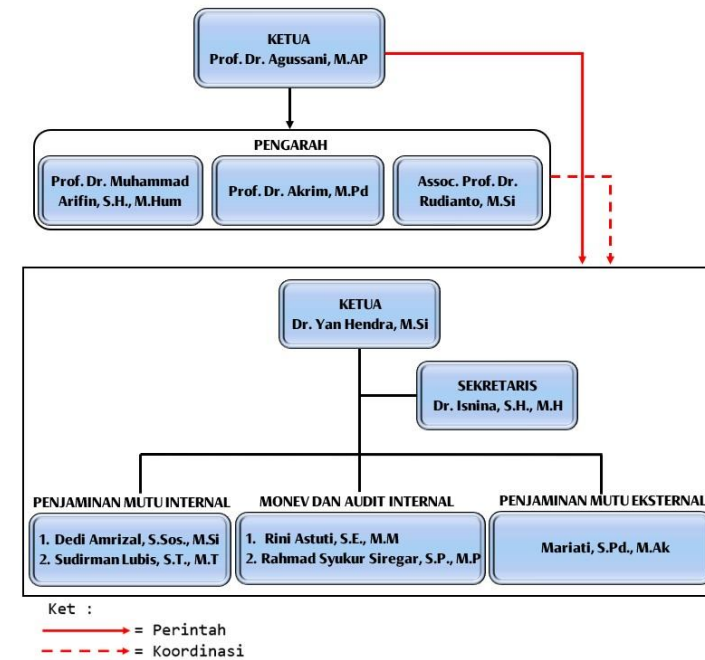 KETUA
Prof. Dr. Agussani, M.AP
PENGARAH
Prof. Dr. Muhammad
Arifin, S.H., M.Hum
Prof. Dr. Akrim, M.Pd
Assoc. Prof. Dr.
Rudianto, M.Si
KETUA
Dr. Yan Hendra, M.Si
SEKRETARIS
Dr. Isnina, S.H., M.H
PENJAMINAN MUTU INTERNAL
1. Dedi Amrizal, S.Sos., M.Si
2. Sudirman Lubis, S.T., M.T
MONEV DAN AUDIT INTERNAL
1. Rini Astuti, S.E., M.M
2. Rahmad Syukur Siregar, S.P., M.P
PENJAMINAN MUTU EKSTERNAL
Mariati, S.Pd., M.Ak
Ket :
= Perintah
= Koordinasi